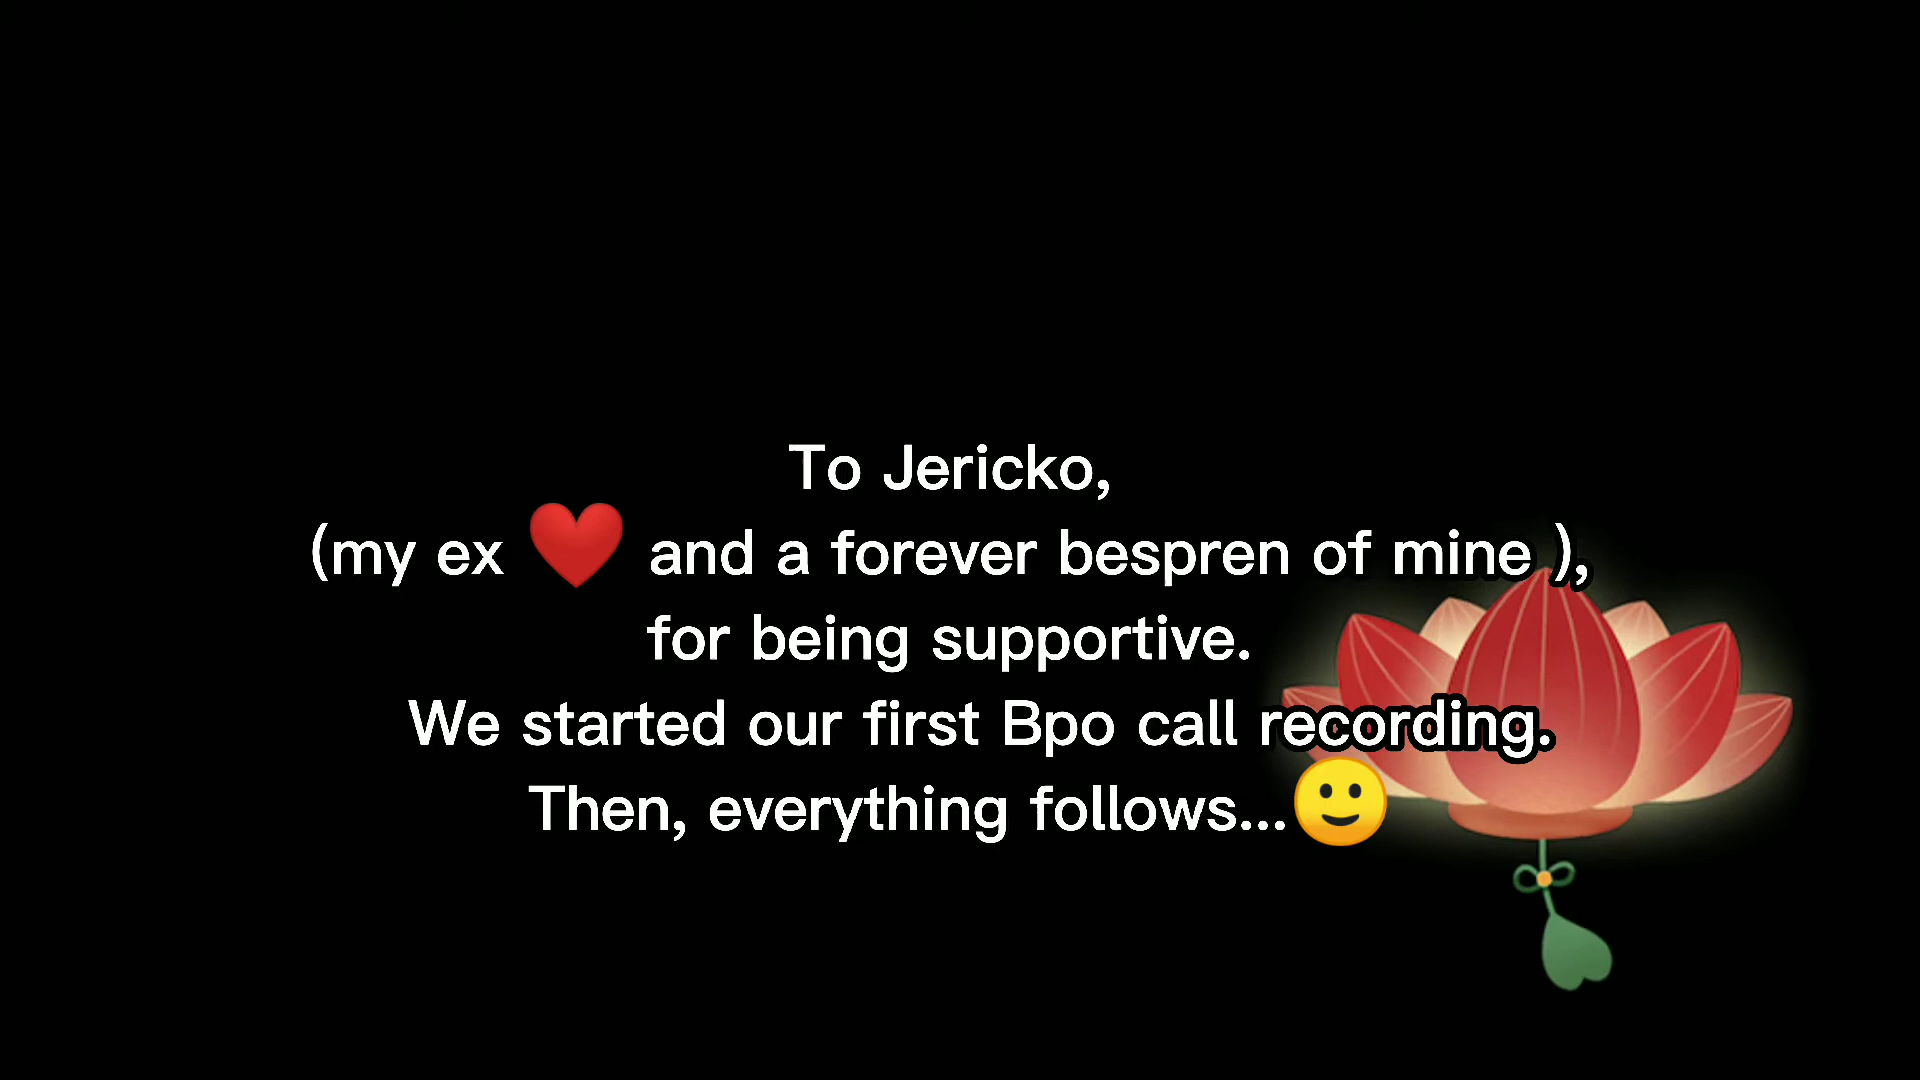 To Jericko,
(my ex ❤️ and a forever bespren of mine ),
for being supportive.
We started our first Bpo call recording.
Then, everything follows...🙂